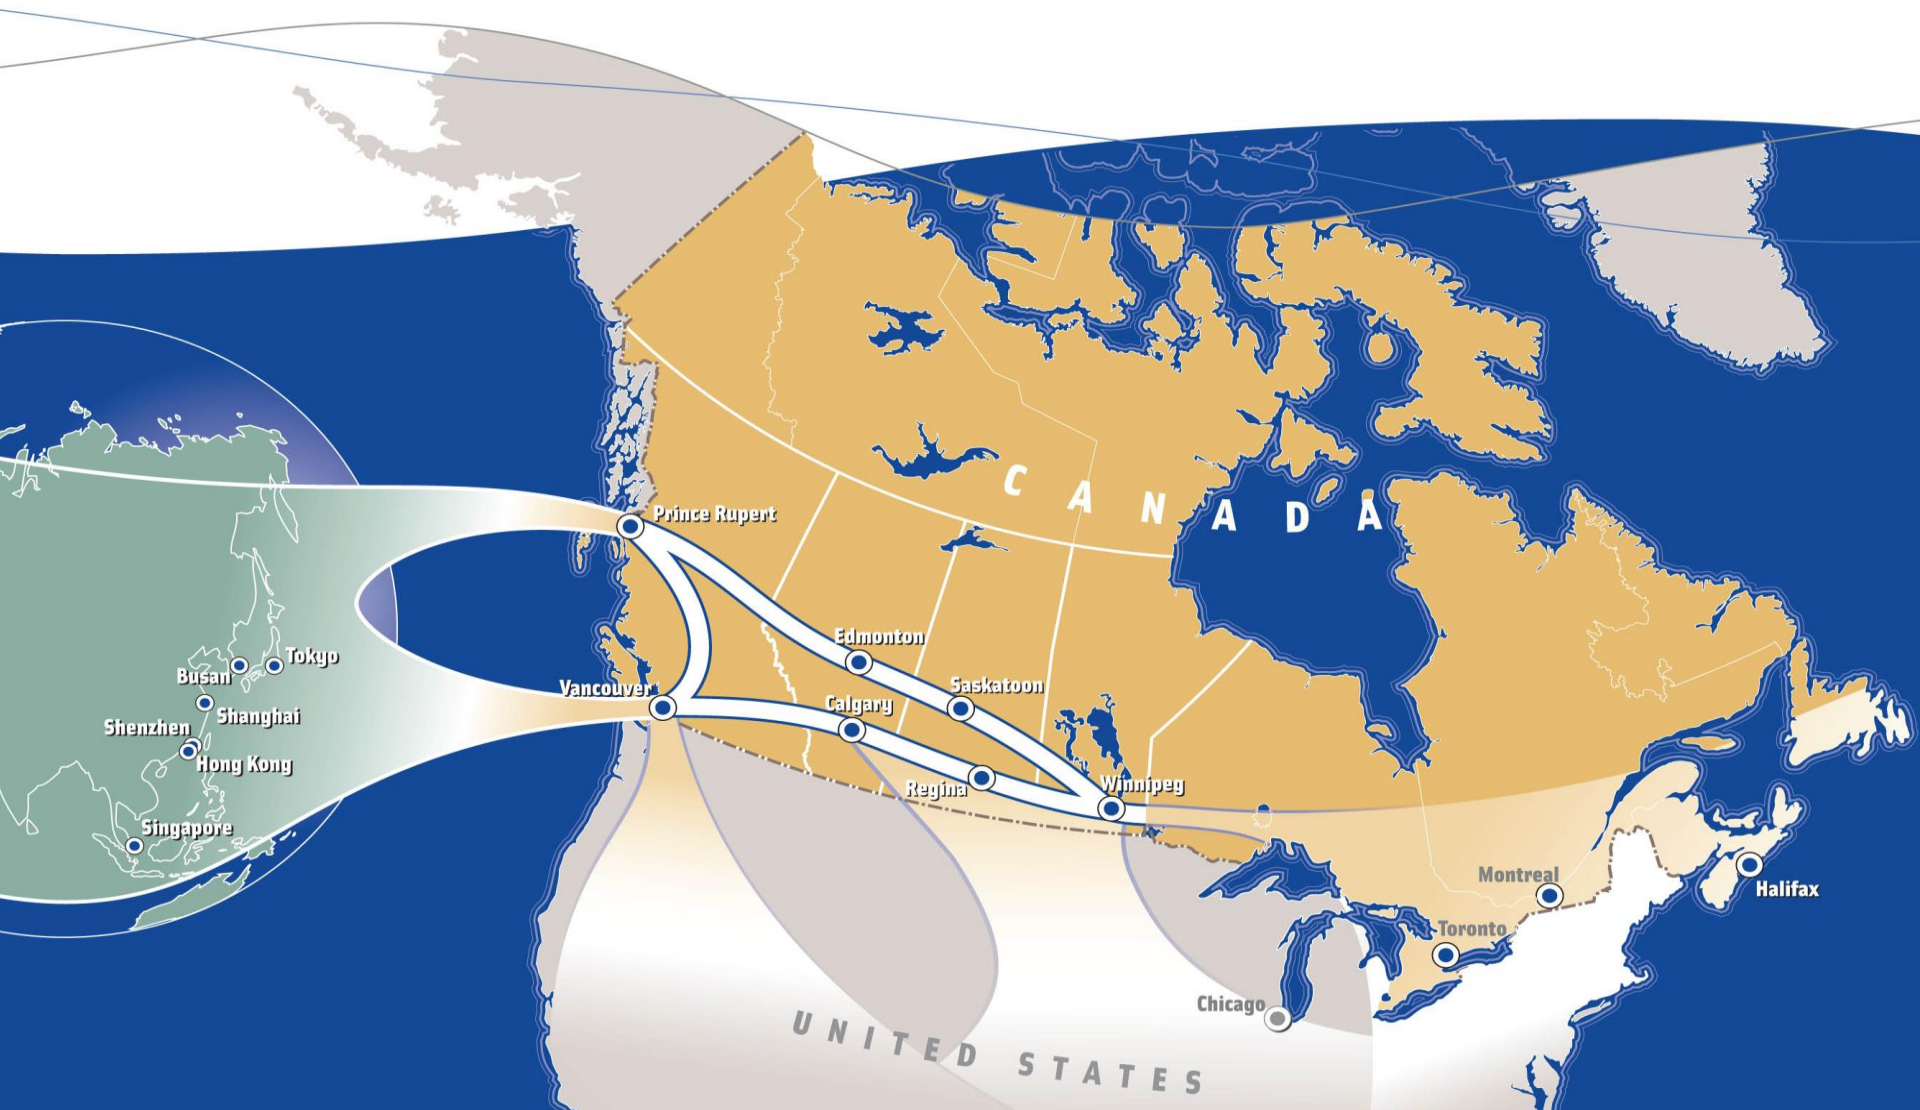 CANADA
Prince Rupert
Edmonton
Tokyo
Busan
Saskatoon
Vancouver
Calgary
Shanghai
Shenzhen
Hong Kong
Regina
Winnipeg
Singapore
Montreal
Halifax
Toronto
Chicago
UNITED STATES